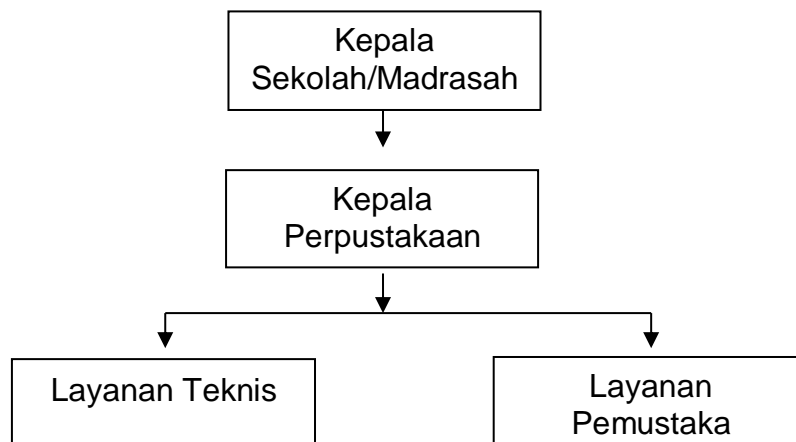 Kepala
Sekolah/Madrasah
Kepala
Perpustakaan
Layanan Teknis
Layanan
Pemustaka